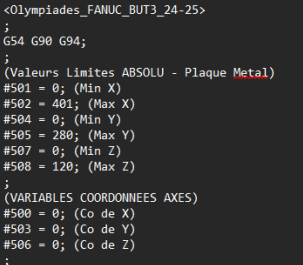 <Olympiades_FANUC_BUT3_24-25>
;
G54 G90 G94;
;
(Valeurs Limites ABSOLU - Plaque Metal)
#501 = 0; (Min X)
#502 = 401; (Max X)
#504 = 0; (Min Y)
#505 = 280; (Max Y)
#507 = 0; (Min Z)
#508 = 120; (Max Z)
;
(VARIABLES COORDONNEES AXES)
#500 = 0; (Co de X)
#503 = 0; (Co de Y)
#506 = 0; (Co de Z)
;